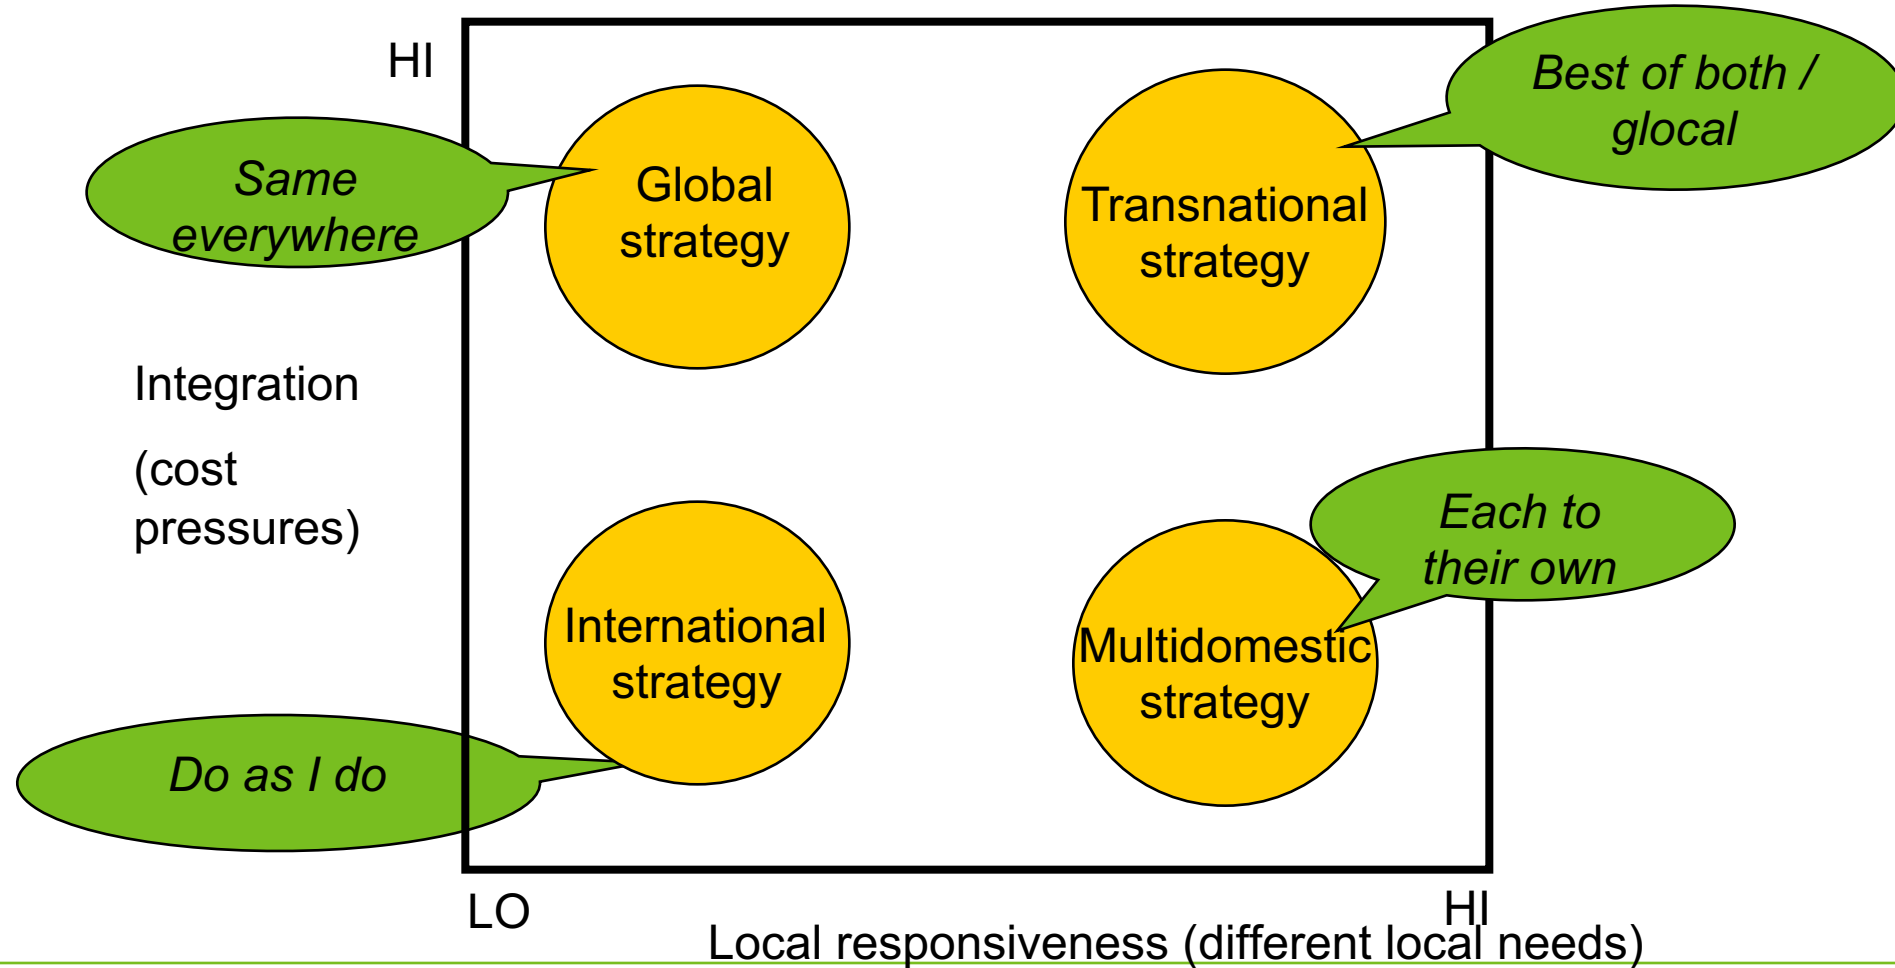 HI
Best of both /
glocal
Same
everywhere
Global
strategy
Transnational
strategy
Integration
(cost
pressures)
Each to
their own
International
strategy
Multidomestic
strategy
Do as I do
LO
HI
Local responsiveness (different local needs)